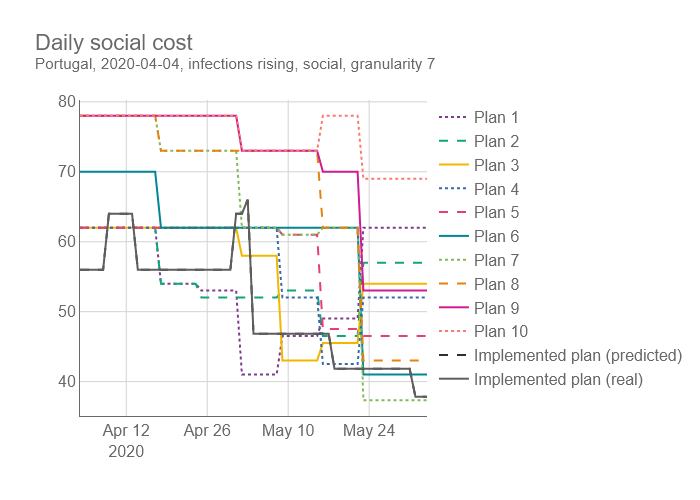 Daily social cost
Portugal, 2020-04-04, infections rising, social, granularity 7
80
70
60
50
40
Apr 12
2020
Apr 26
May 10
May 24
Plan 1
Plan 2
Plan 3
Plan 4
Plan 5
Plan 6
Plan 7
Plan 8
Plan 9
Plan 10
Implemented plan (predicted)
Implemented plan (real)